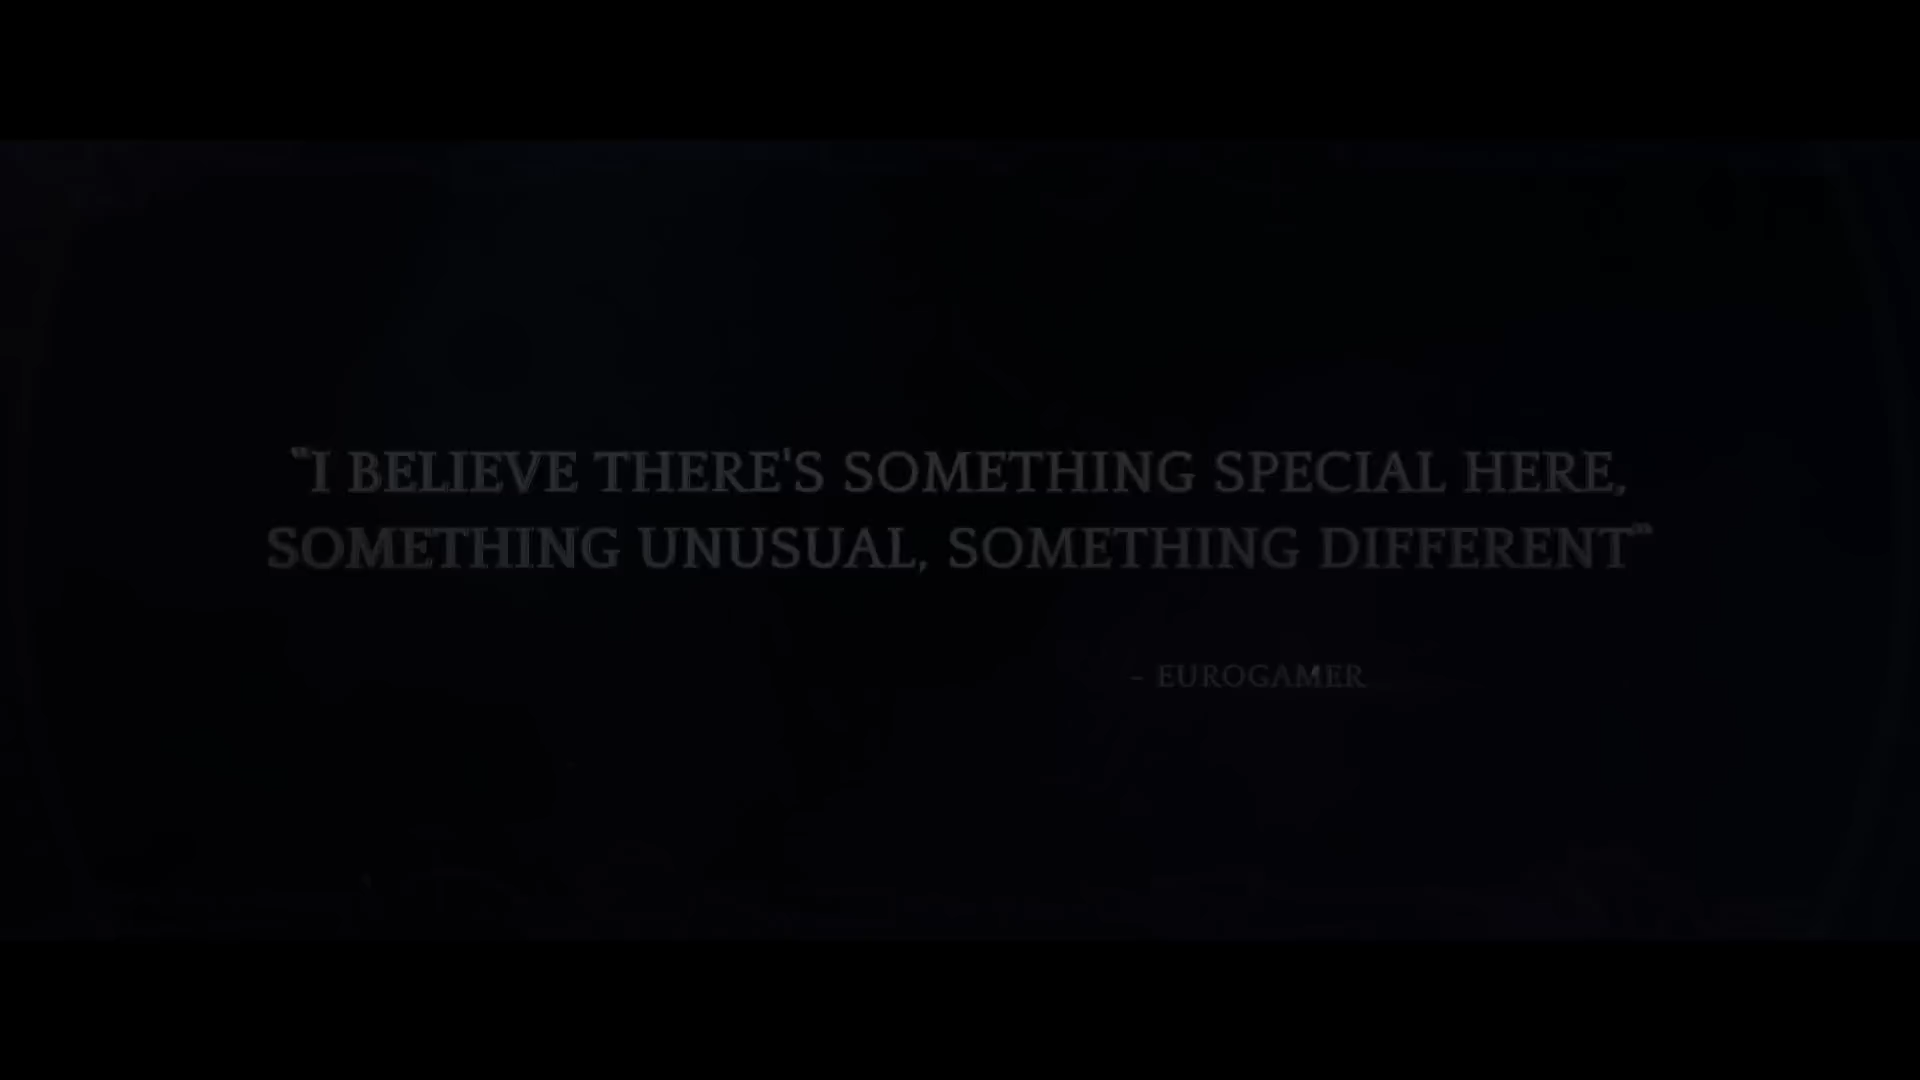 "I BELIEVE THERE'S SOMETHING SPECIAL HERE,
SOMETHING UNUSUAL, SOMETHING DIFFERENT"
- EUROGAMER